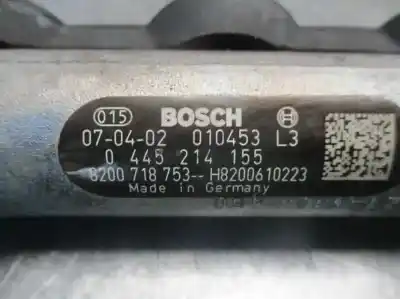 015 BOSCH
07-04-02 010453 L3
0 445 214 155
8200 718 753-- H8200610223
Made in Germany